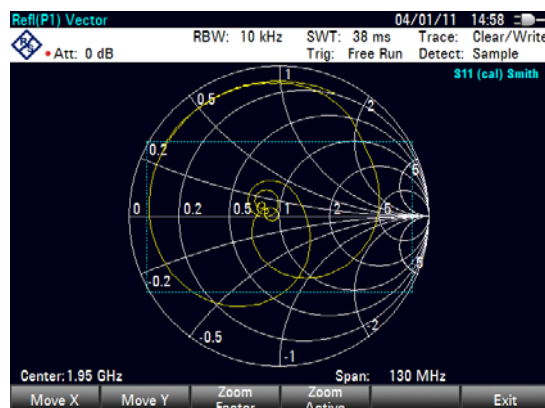 Refl(P1) Vector 04/01/11 14:58
RBW: 10 kHz SWT: 38 ms Trace: Clear/Write
Att: 0 dB Trig: Free Run Detect: Sample
S11 (cal) Smith
1
0.5 2
0.2 5
0 0.2 0.5 1 2 5
-0.2 5
-0.5 -2
-1
Center:1.95 GHz Span: 130 MHz
Move X Move Y Zoom Zoom Exit
Factor Active